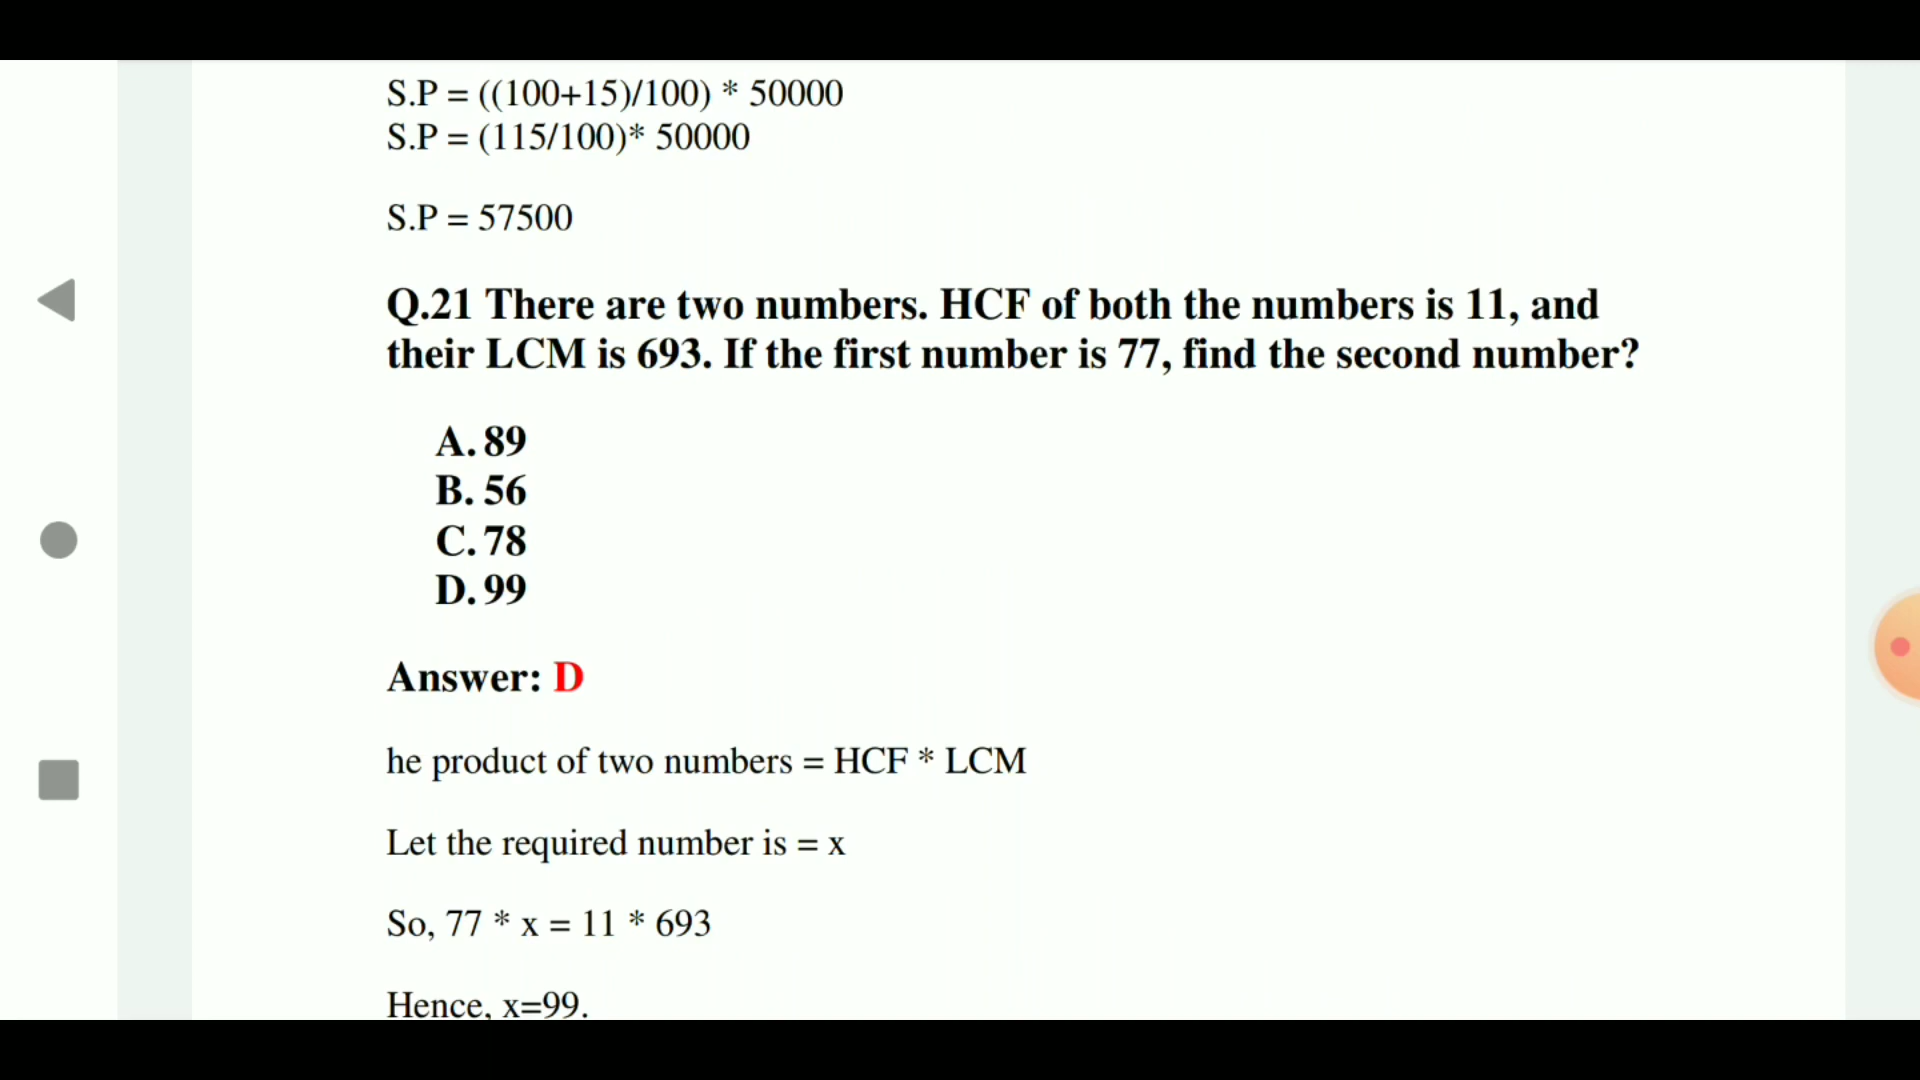 S.P = ((100+15)/100) * 50000
S.P = (115/100)* 50000
S.P = 57500
Q.21 There are two numbers. HCF of both the numbers is 11, and
their LCM is 693. If the first number is 77, find the second number?
A. 89
B. 56
C. 78
D. 99
Answer: D
he product of two numbers = HCF * LCM
Let the required number is = x
So, 77 * x = 11 * 693
Hence, x=99.